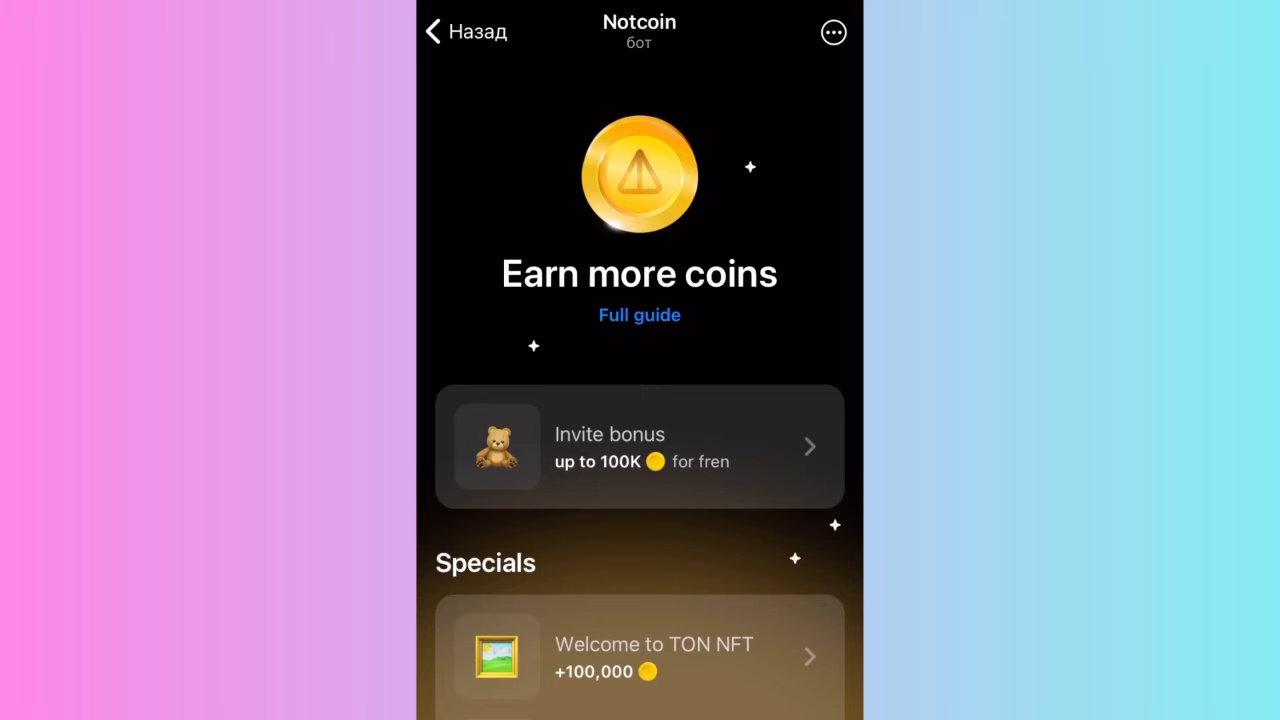 Назад
Notcoin
бот
Earn more coins
Full guide
Invite bonus
up to 100K for fren
Specials
Welcome to TON NFT
+100,000